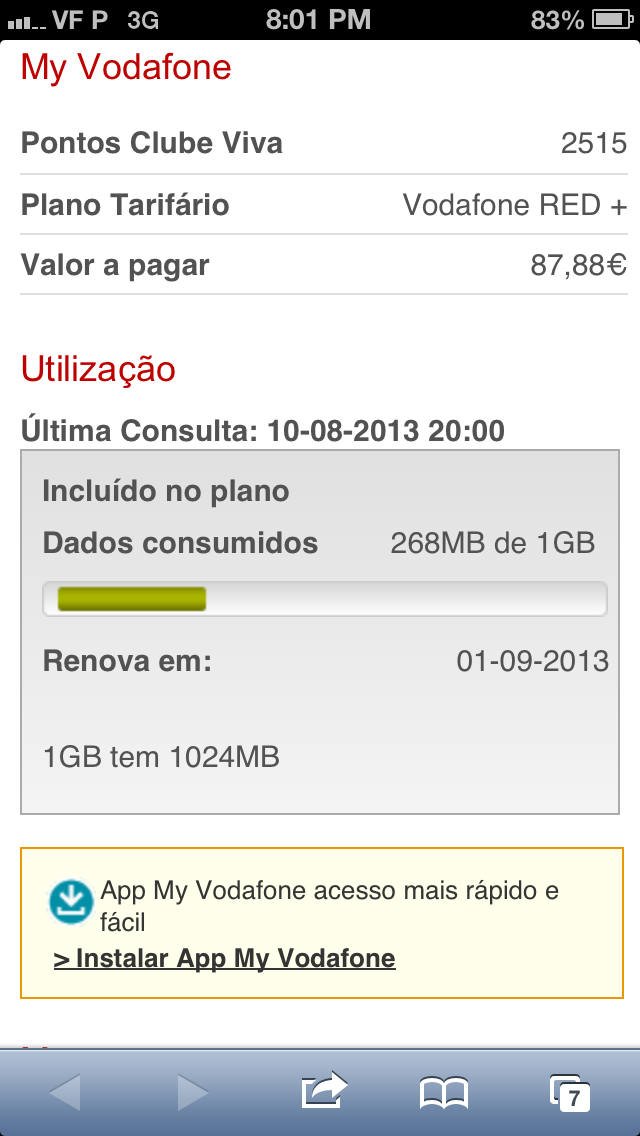 VF P 3G 8:01 PM 83%
My Vodafone
Pontos Clube Viva 2515
Plano Tarifário Vodafone RED +
Valor a pagar 87,88€
Utilização
Última Consulta: 10-08-2013 20:00
Incluído no plano
Dados consumidos 268MB de 1GB
Renova em: 01-09-2013
1GB tem 1024MB
App My Vodafone acesso mais rápido e
fácil
> Instalar App My Vodafone
7